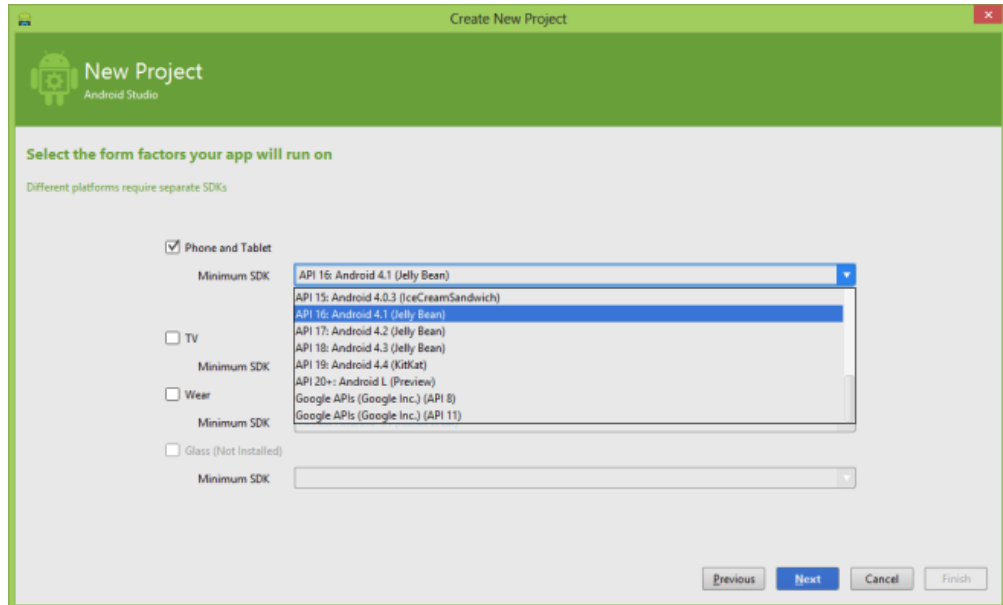 Create New Project
New Project
Android Studio
Select the form factors your app will run on
Different platforms require separate SDKs
Phone and Tablet
Minimum SDK API 16: Android 4.1 (Jelly Bean)
API 15: Android 4.0.3 (IceCreamSandwich)
API 16: Android 4.1 (Jelly Bean)
API 17: Android 4.2 (Jelly Bean)
TV
API 18: Android 4.3 (Jelly Bean)
Minimum SDK API 19: Android 4.4 (KitKat)
API 20+: Android L (Preview)
Wear
Google APIs (Google Inc.) (API 8)
Minimum SDK Google APIs (Google Inc.) (API 11)
Glass (Not Installed)
Minimum SDK
Previous Next Cancel Finish